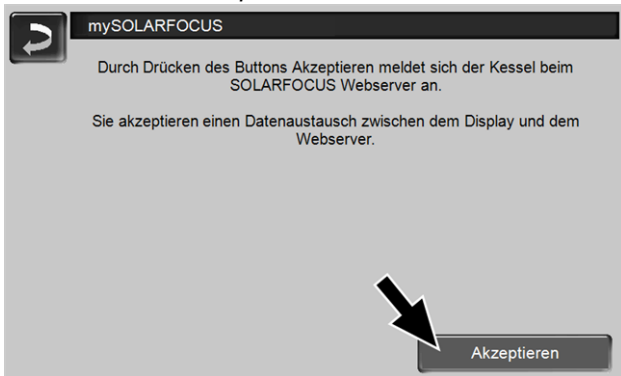 mySOLARFOCUS
Durch Drücken des Buttons Akzeptieren meldet sich der Kessel beim
SOLARFOCUS Webserver an.
Sie akzeptieren einen Datenaustausch zwischen dem Display und dem
Webserver.
Akzeptieren